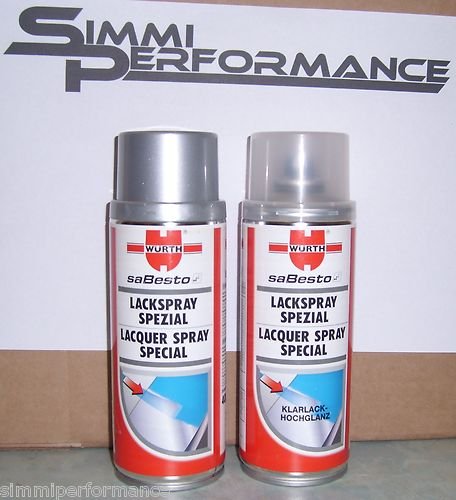 SIMMI
PERFORMANCE
WÜRTH
saBesto
LACKSPRAY
SPEZIAL
LACQUER SPRAY
SPECIAL
WÜRTH
saBesto
LACKSPRAY
SPEZIAL
LACQUER SPRAY
SPECIAL
KLARLACK-
HOCHGLANZ
simmiperformance